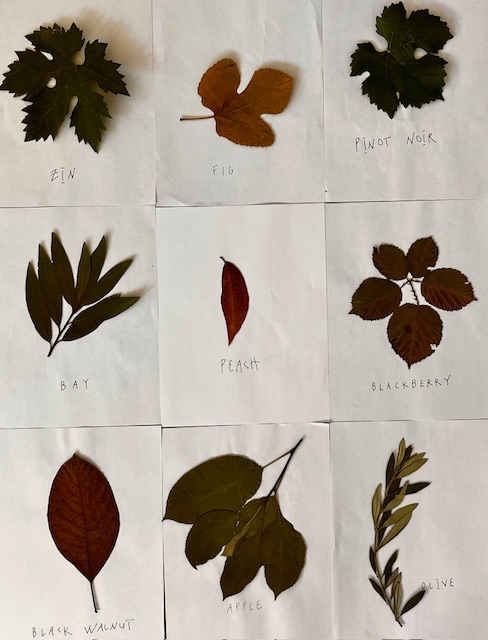 ZIN
FIG
PINOT NOIR
BAY
PEACH
BLACKBERRY
BLACK WALNUT
APPLE
OLIVE